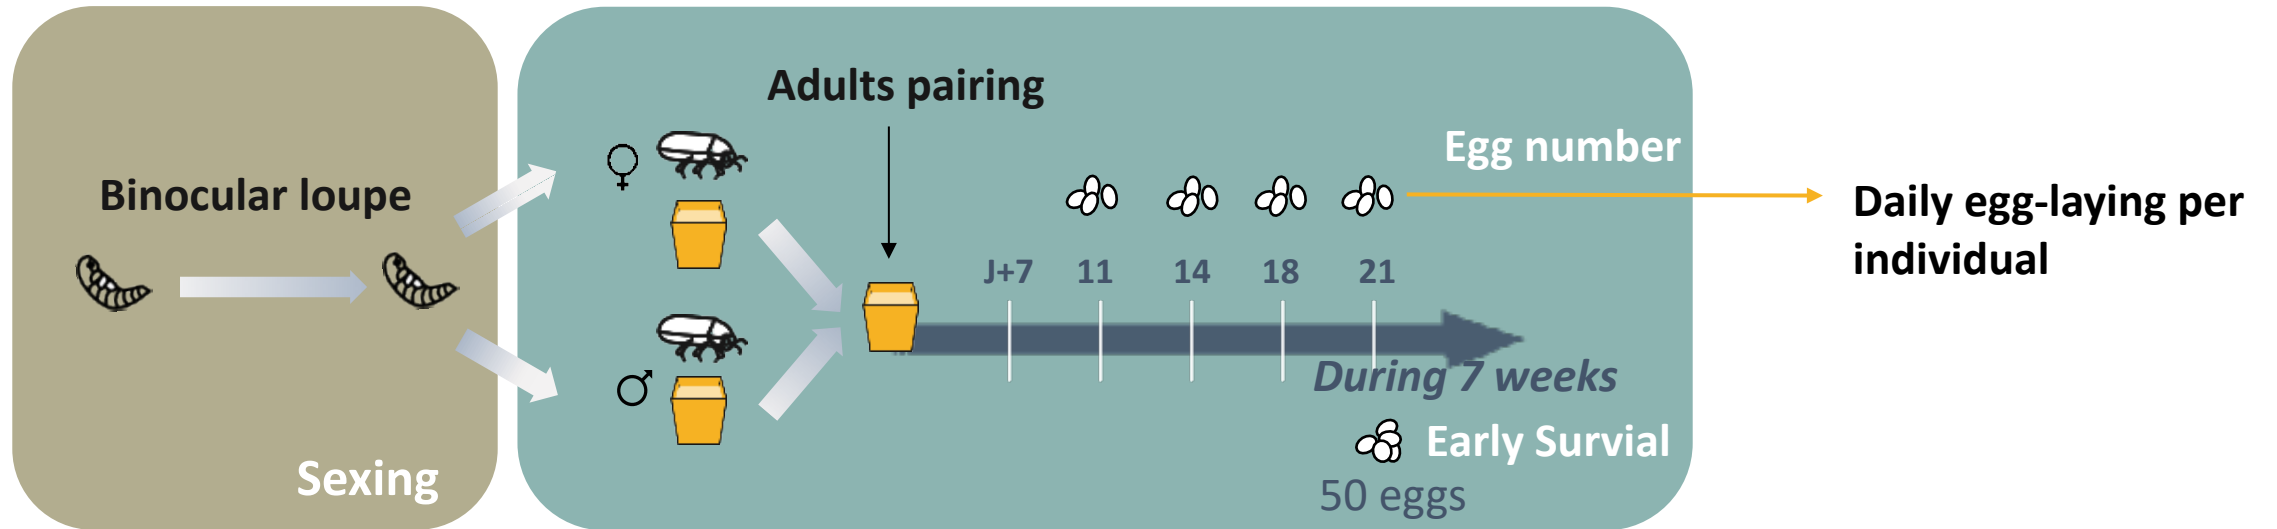 Binocular loupe
Sexing
Adults pairing
♀
♂
Egg number
J+7 11 14 18 21
During 7 weeks
Early Survial
50 eggs
Daily egg-laying per
individual